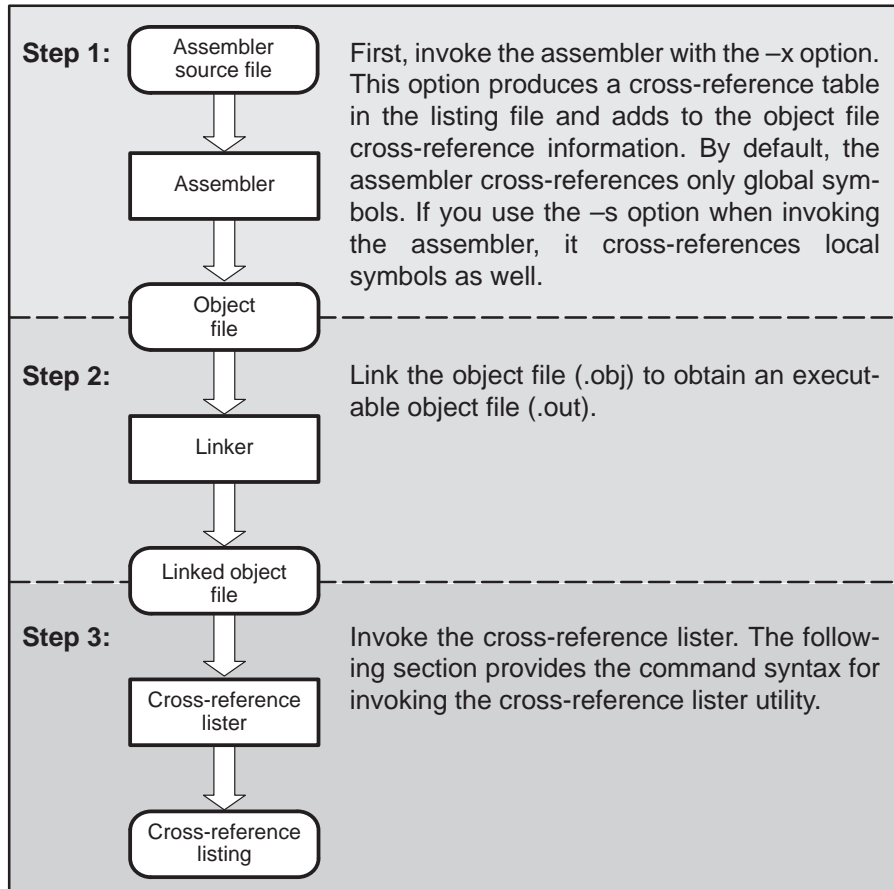 Step 1:
Assembler
source file
Assembler
Object
file
First, invoke the assembler with the –x option.
This option produces a cross-reference table
in the listing file and adds to the object file
cross-reference information. By default, the
assembler cross-references only global sym-
bols. If you use the –s option when invoking
the assembler, it cross-references local
symbols as well.
Step 2:
Linker
Linked object
file
Link the object file (.obj) to obtain an execut-
able object file (.out).
Step 3:
Cross-reference
lister
Cross-reference
listing
Invoke the cross-reference lister. The follow-
ing section provides the command syntax for
invoking the cross-reference lister utility.